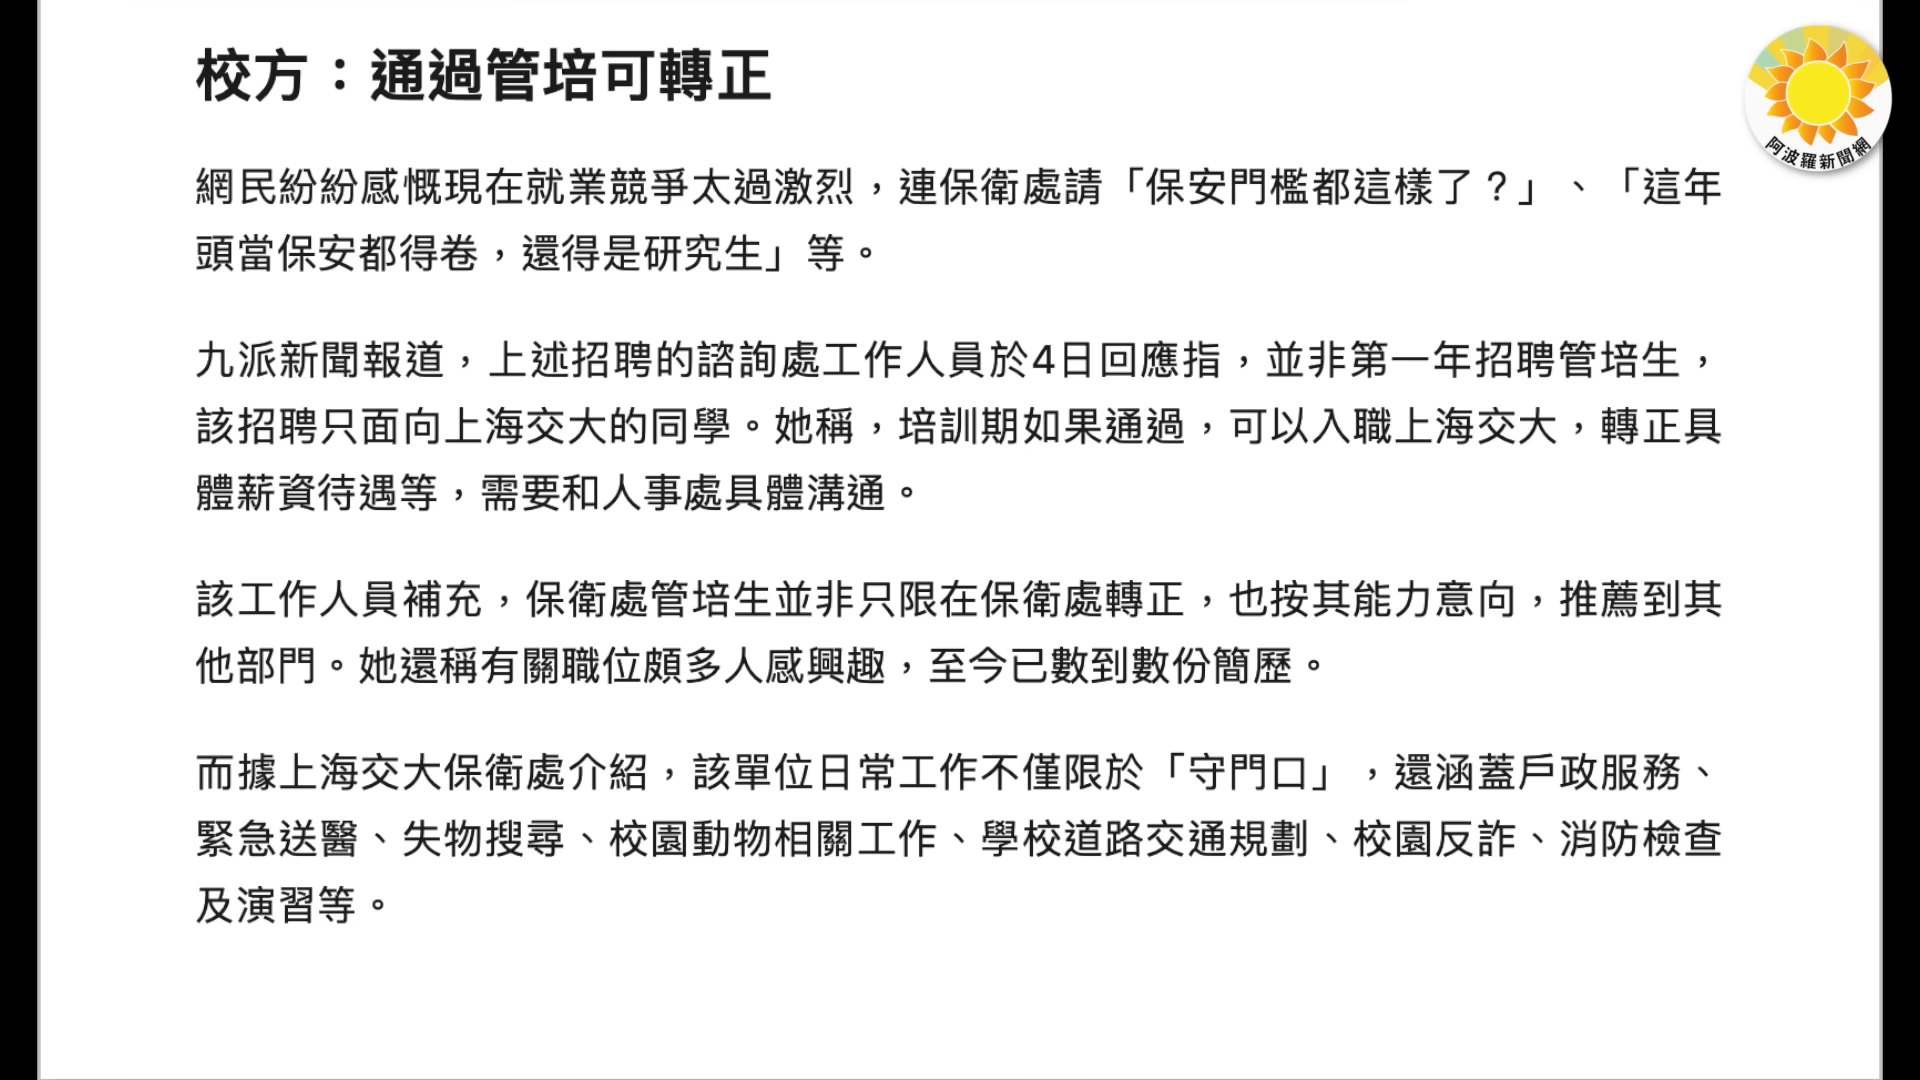 校方：通過管培可轉正
網民紛紛感慨現在就業競爭太過激烈，連保衛處請「保安門檻都這樣了？」、「這年
頭當保安都得卷，還得是研究生」等。
九派新聞報道，上述招聘的諮詢處工作人員於4日回應指，並非第一年招聘管培生，
該招聘只面向上海交大的同學。她稱，培訓期如果通過，可以入職上海交大，轉正具
體薪資待遇等，需要和人事處具體溝通。
該工作人員補充，保衛處管培生並非只限在保衛處轉正，也按其能力意向，推薦到其
他部門。她還稱有關職位頗多人感興趣，至今已數到數份簡歷。
而據上海交大保衛處介紹，該單位日常工作不僅限於「守門口」，還涵蓋戶政服務、
緊急送醫、失物搜尋、校園動物相關工作、學校道路交通規劃、校園反詐、消防檢查
及演習等。
阿波羅新聞網